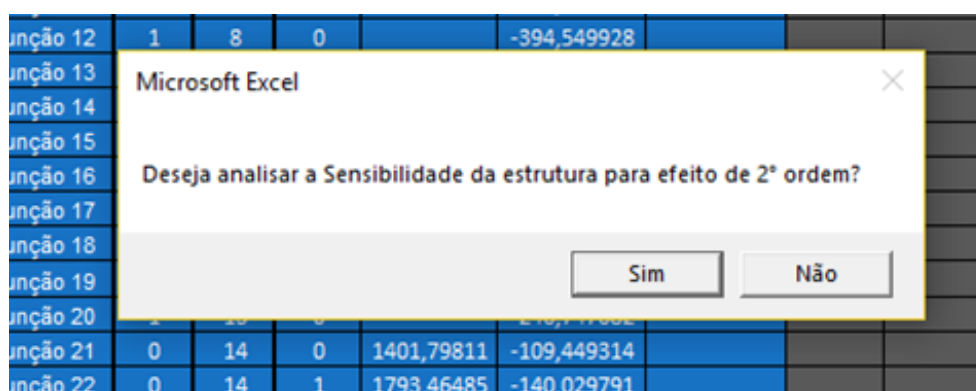 unção 12 1 8 0 -394,549928
unção 13
Microsoft Excel
unção 14
unção 15
unção 16
Deseja analisar a Sensibilidade da estrutura para efeito de 2° ordem?
unção 17
unção 18
unção 19
Sim Não
unção 20
unção 21 0 14 0 1401,79811 -109,449314
unção 22 0 14 1 1793,46485 -140,029791